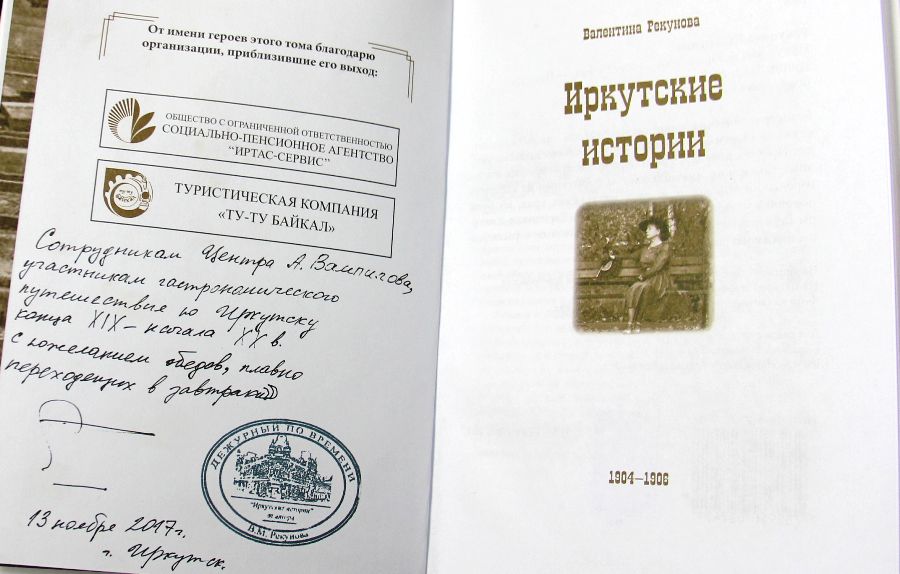 От имени героев этого тома благодарю
организации, приблизившие его выход:
ОБЩЕСТВО С ОГРАНИЧЕННОЙ ОТВЕТСТВЕННОСТЬЮ
СОЦИАЛЬНО-ПЕНСИОННОЕ АГЕНТСТВО
"ИРТАС-СЕРВИС"
ТУРИСТИЧЕСКАЯ КОМПАНИЯ
«ТУ-ТУ БАЙКАЛ»
Сотрудникам Центра А. Вампилова,
участникам гастрономического
путешествия по Иркутску
конца XIX – начала XX в.
с пожеланием обедов, плавно
переходящих в завтраки)))
ДЕЖУРНЫЙ ПО ВРЕМЕНИ
"Иркутские истории"
В.М. Рекунова
13 ноября 2017 г.
г. Иркутск.
Валентина Рекунова
Иркутские
истории
1904—1906